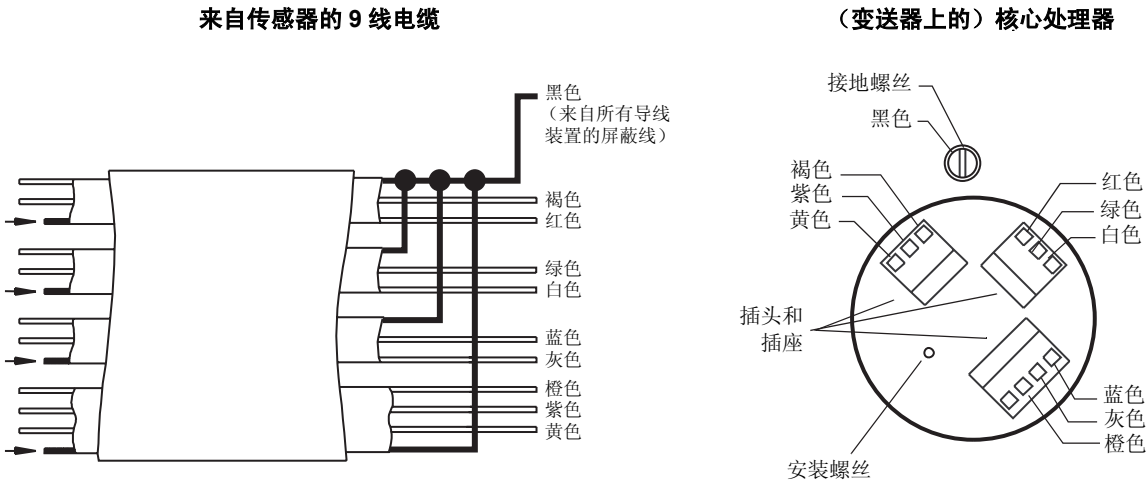 来自传感器的 9 线电缆
黑色
（来自所有导线
装置的屏蔽线）
褐色
红色
绿色
白色
蓝色
灰色
橙色
紫色
黄色
（变送器上的）核心处理器
接地螺丝
黑色
褐色
紫色
黄色
红色
绿色
白色
插头和
插座
蓝色
灰色
橙色
安装螺丝